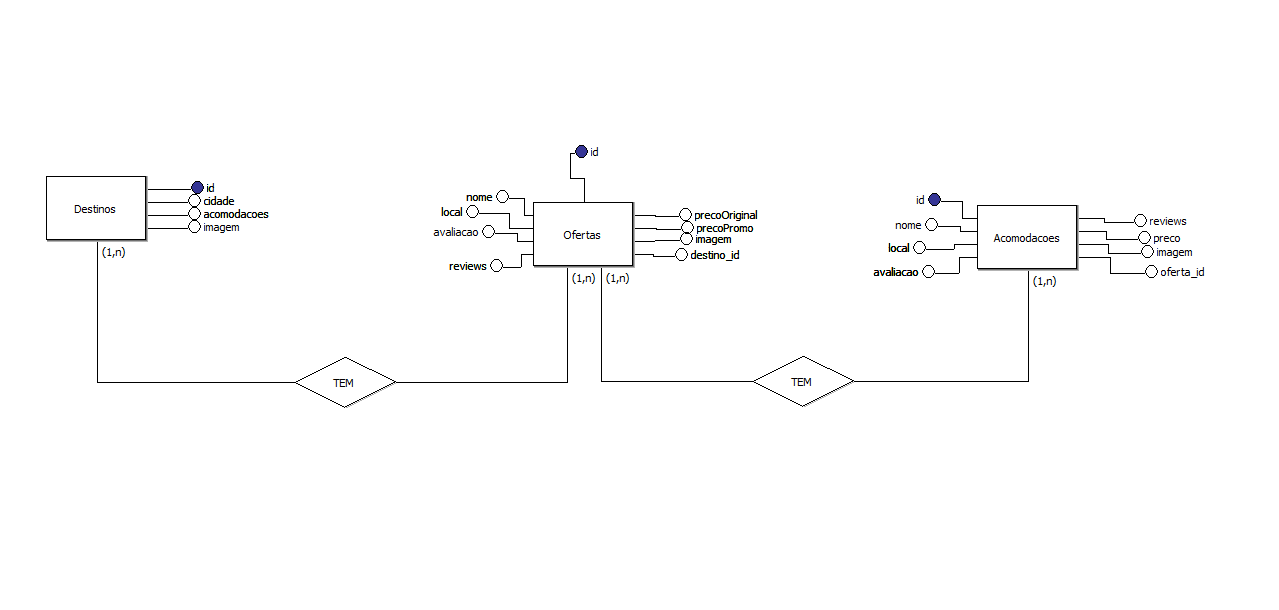 Destinos
id
cidade
acomodacoes
imagem
(1,n)
TEM
id
nome
local
avaliacao
reviews
Ofertas
precoOriginal
precoPromo
imagem
destino_id
(1,n)
(1,n)
TEM
id
nome
local
avaliacao
Acomodacoes
reviews
preco
imagem
oferta_id
(1,n)